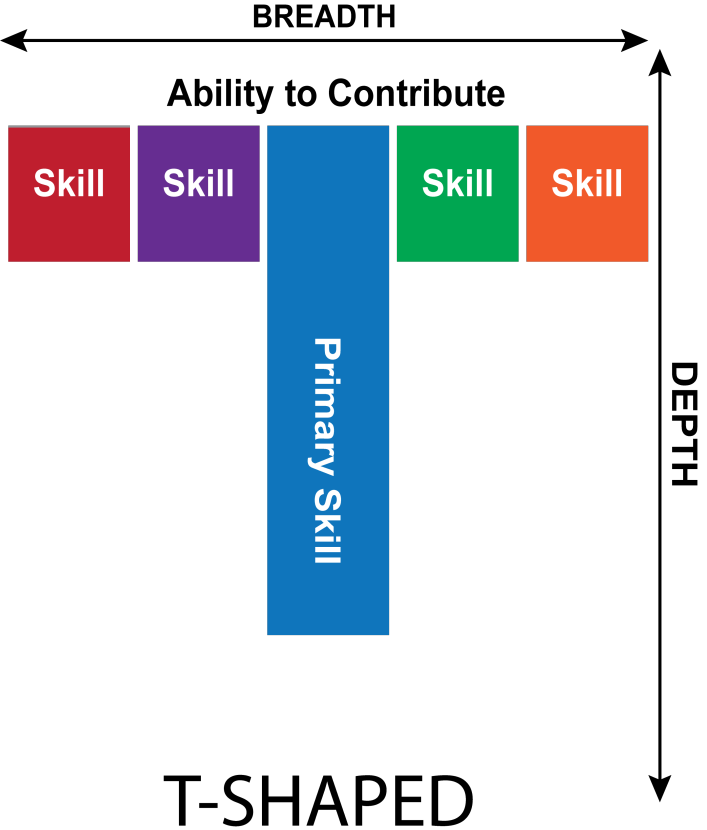 BREADTH
Ability to Contribute
Skill Skill Skill Skill
Primary Skill
DEPTH
T-SHAPED